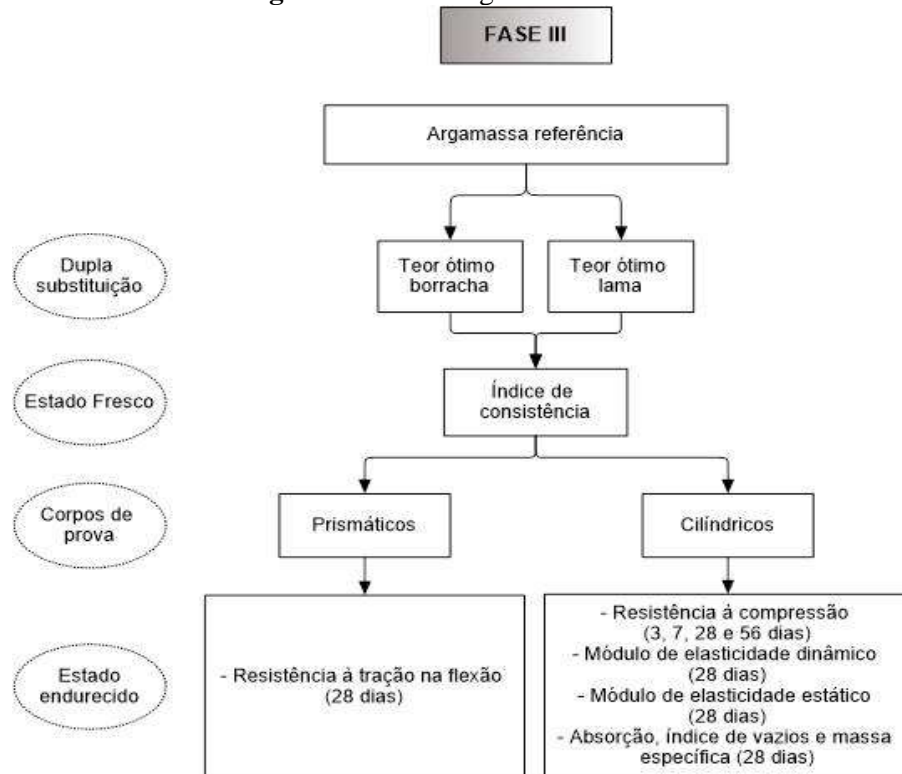 FASE III
Argamassa referência
Dupla
substituição
Teor ótimo
borracha
Teor ótimo
lama
Estado Fresco
Índice de
consistência
Corpos de
prova
Prismáticos
Cilíndricos
Estado
endurecido
- Resistência à tração na flexão
(28 dias)
- Resistência à compressão
(3, 7, 28 e 56 dias)
- Módulo de elasticidade dinâmico
(28 dias)
- Módulo de elasticidade estático
(28 dias)
- Absorção, índice de vazios e massa
específica (28 dias)